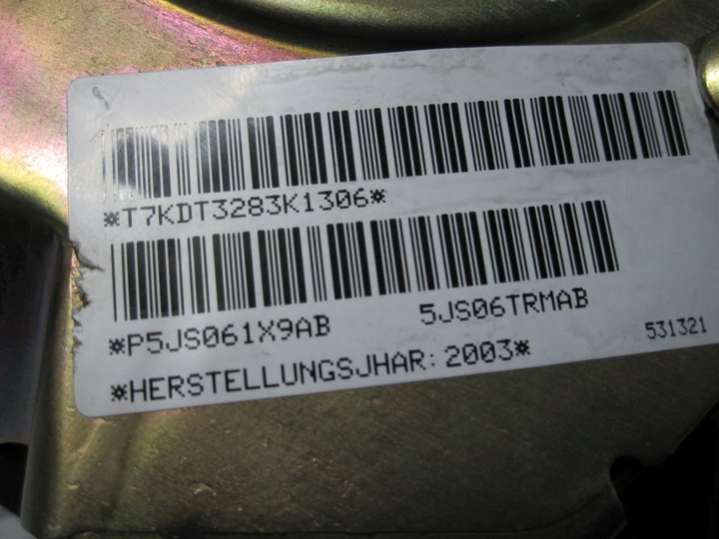 *T7KDT3283K1306*
*P5JS061X9AB 5JS06TRMAB
531321
*HERSTELLUNGSJHAR: 2003*